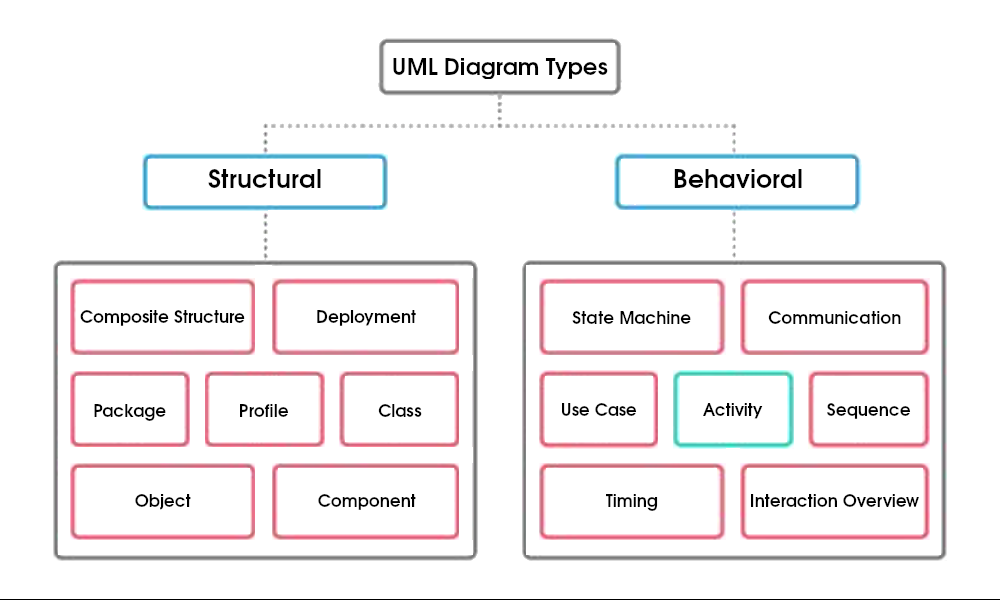 UML Diagram Types
Structural
Behavioral
Composite Structure
Deployment
Package
Profile
Class
Object
Component
State Machine
Communication
Use Case
Activity
Sequence
Timing
Interaction Overview